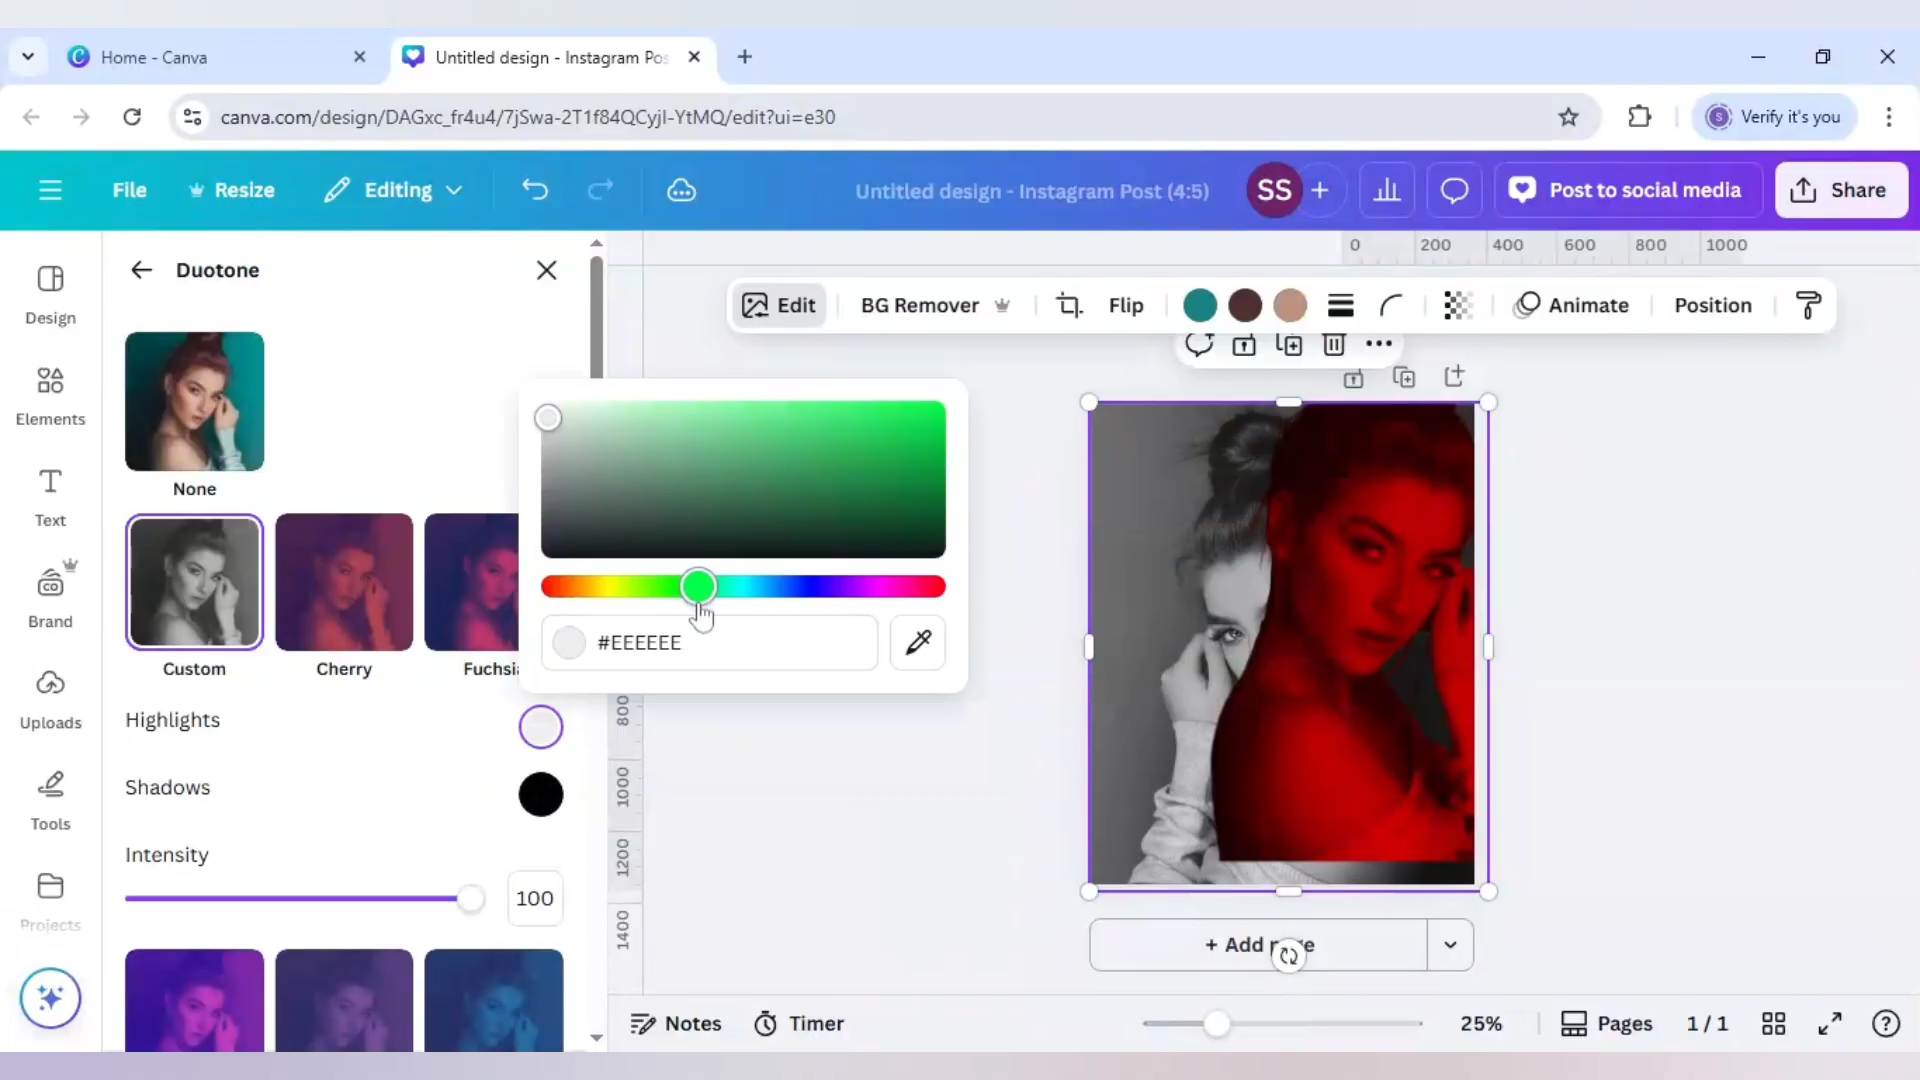 Home - Canva
Untitled design - Instagram Pos
canva.com/design/DAGxc_fr4u4/7jSwa-2T1f84QCyjI-YtMQ/edit?ui=e30
S
Verify it's you
File
Resize
Editing
Untitled design - Instagram Post (4:5)
SS
Post to social media
Share
0 200 400 600 800 1000
Edit
BG Remover
Flip
Animate
Position
Design
Elements
Text
Brand
Uploads
Tools
Projects
Duotone
None
Custom
Cherry
Fuchsia
Highlights
Shadows
Intensity
100
#EEEEEE
800
1000
1200
1400
+ Add page
Notes
Timer
25%
Pages
1 / 1